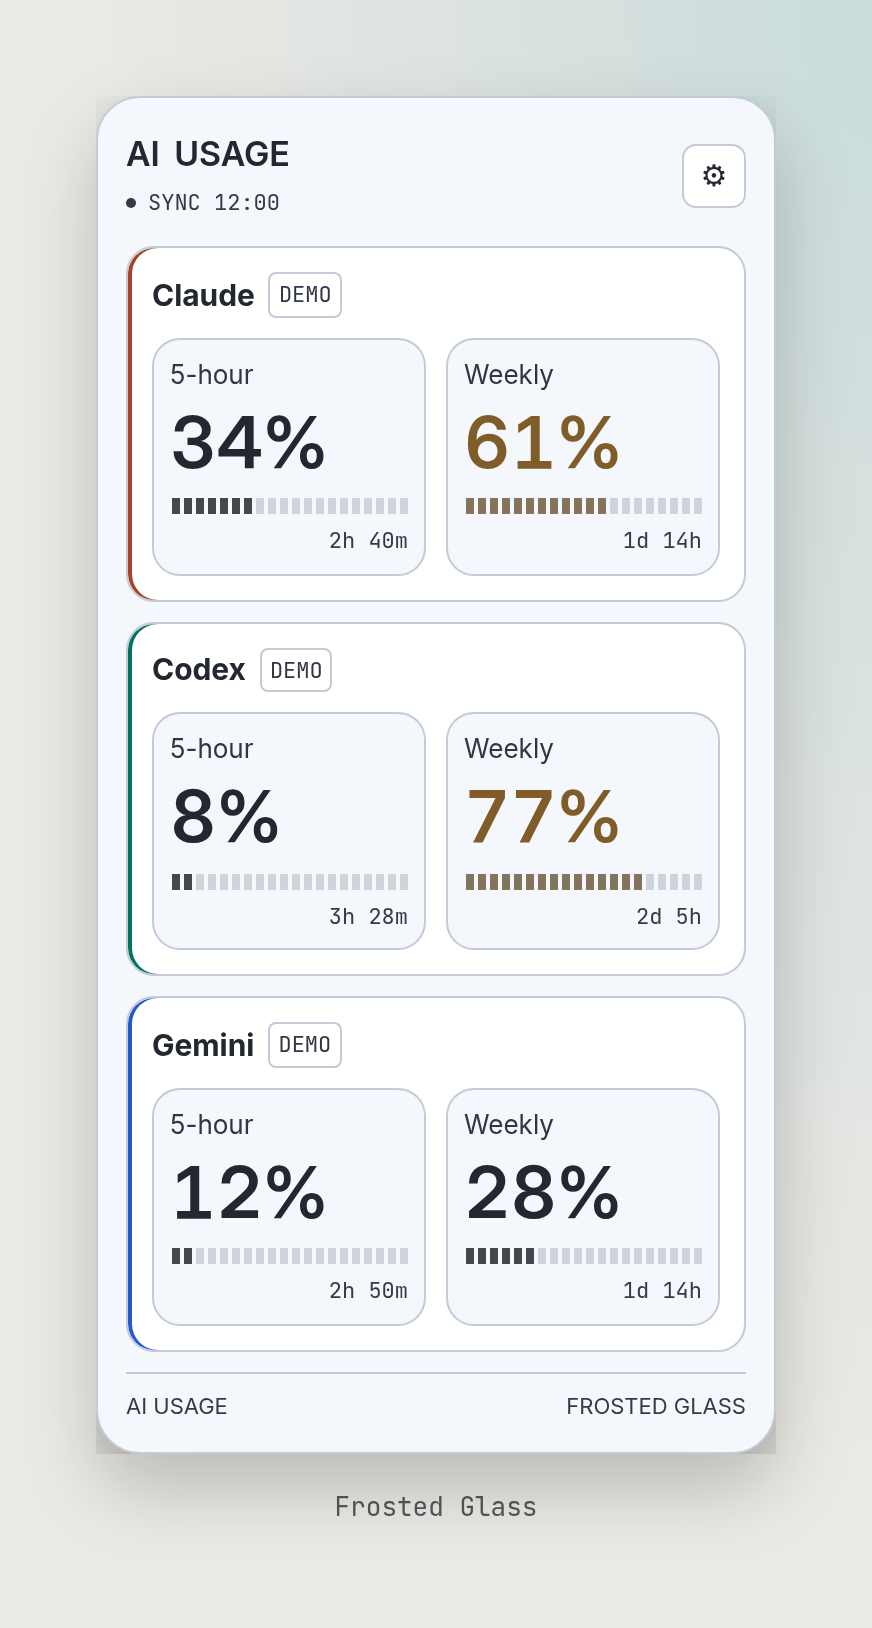 AI USAGE
SYNC 12:00
⚙
Claude DEMO
5-hour
34%
2h 40m
Weekly
61%
1d 14h
Codex DEMO
5-hour
8%
3h 28m
Weekly
77%
2d 5h
Gemini DEMO
5-hour
12%
2h 50m
Weekly
28%
1d 14h
AI USAGE
FROSTED GLASS
Frosted Glass